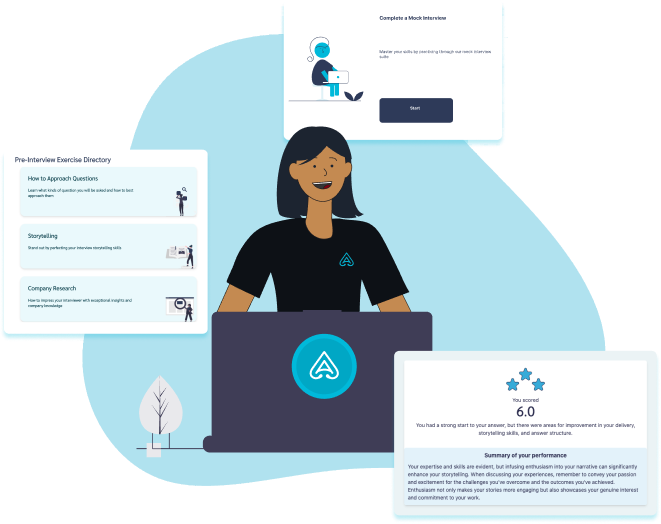 Complete a Mock Interview
Master your skills by practising through our mock interview
suite
Start
Pre-Interview Exercise Directory
How to Approach Questions
Learn what kinds of question you will be asked and how to best
approach them
Storytelling
Stand out by perfecting your interview storytelling skills
Company Research
How to impress your interviewer with exceptional insights and
company knowledge
You scored
6.0
You had a strong start to your answer, but there were areas for improvement in your delivery,
storytelling skills, and answer structure.
Summary of your performance
Your expertise and skills are evident, but infusing enthusiasm into your narrative can significantly
enhance your storytelling. When discussing your experiences, remember to convey your passion
and excitement for the challenges you've overcome and the outcomes you've achieved.
Enthusiasm not only makes your stories more engaging but also showcases your genuine interest
and commitment to your work.